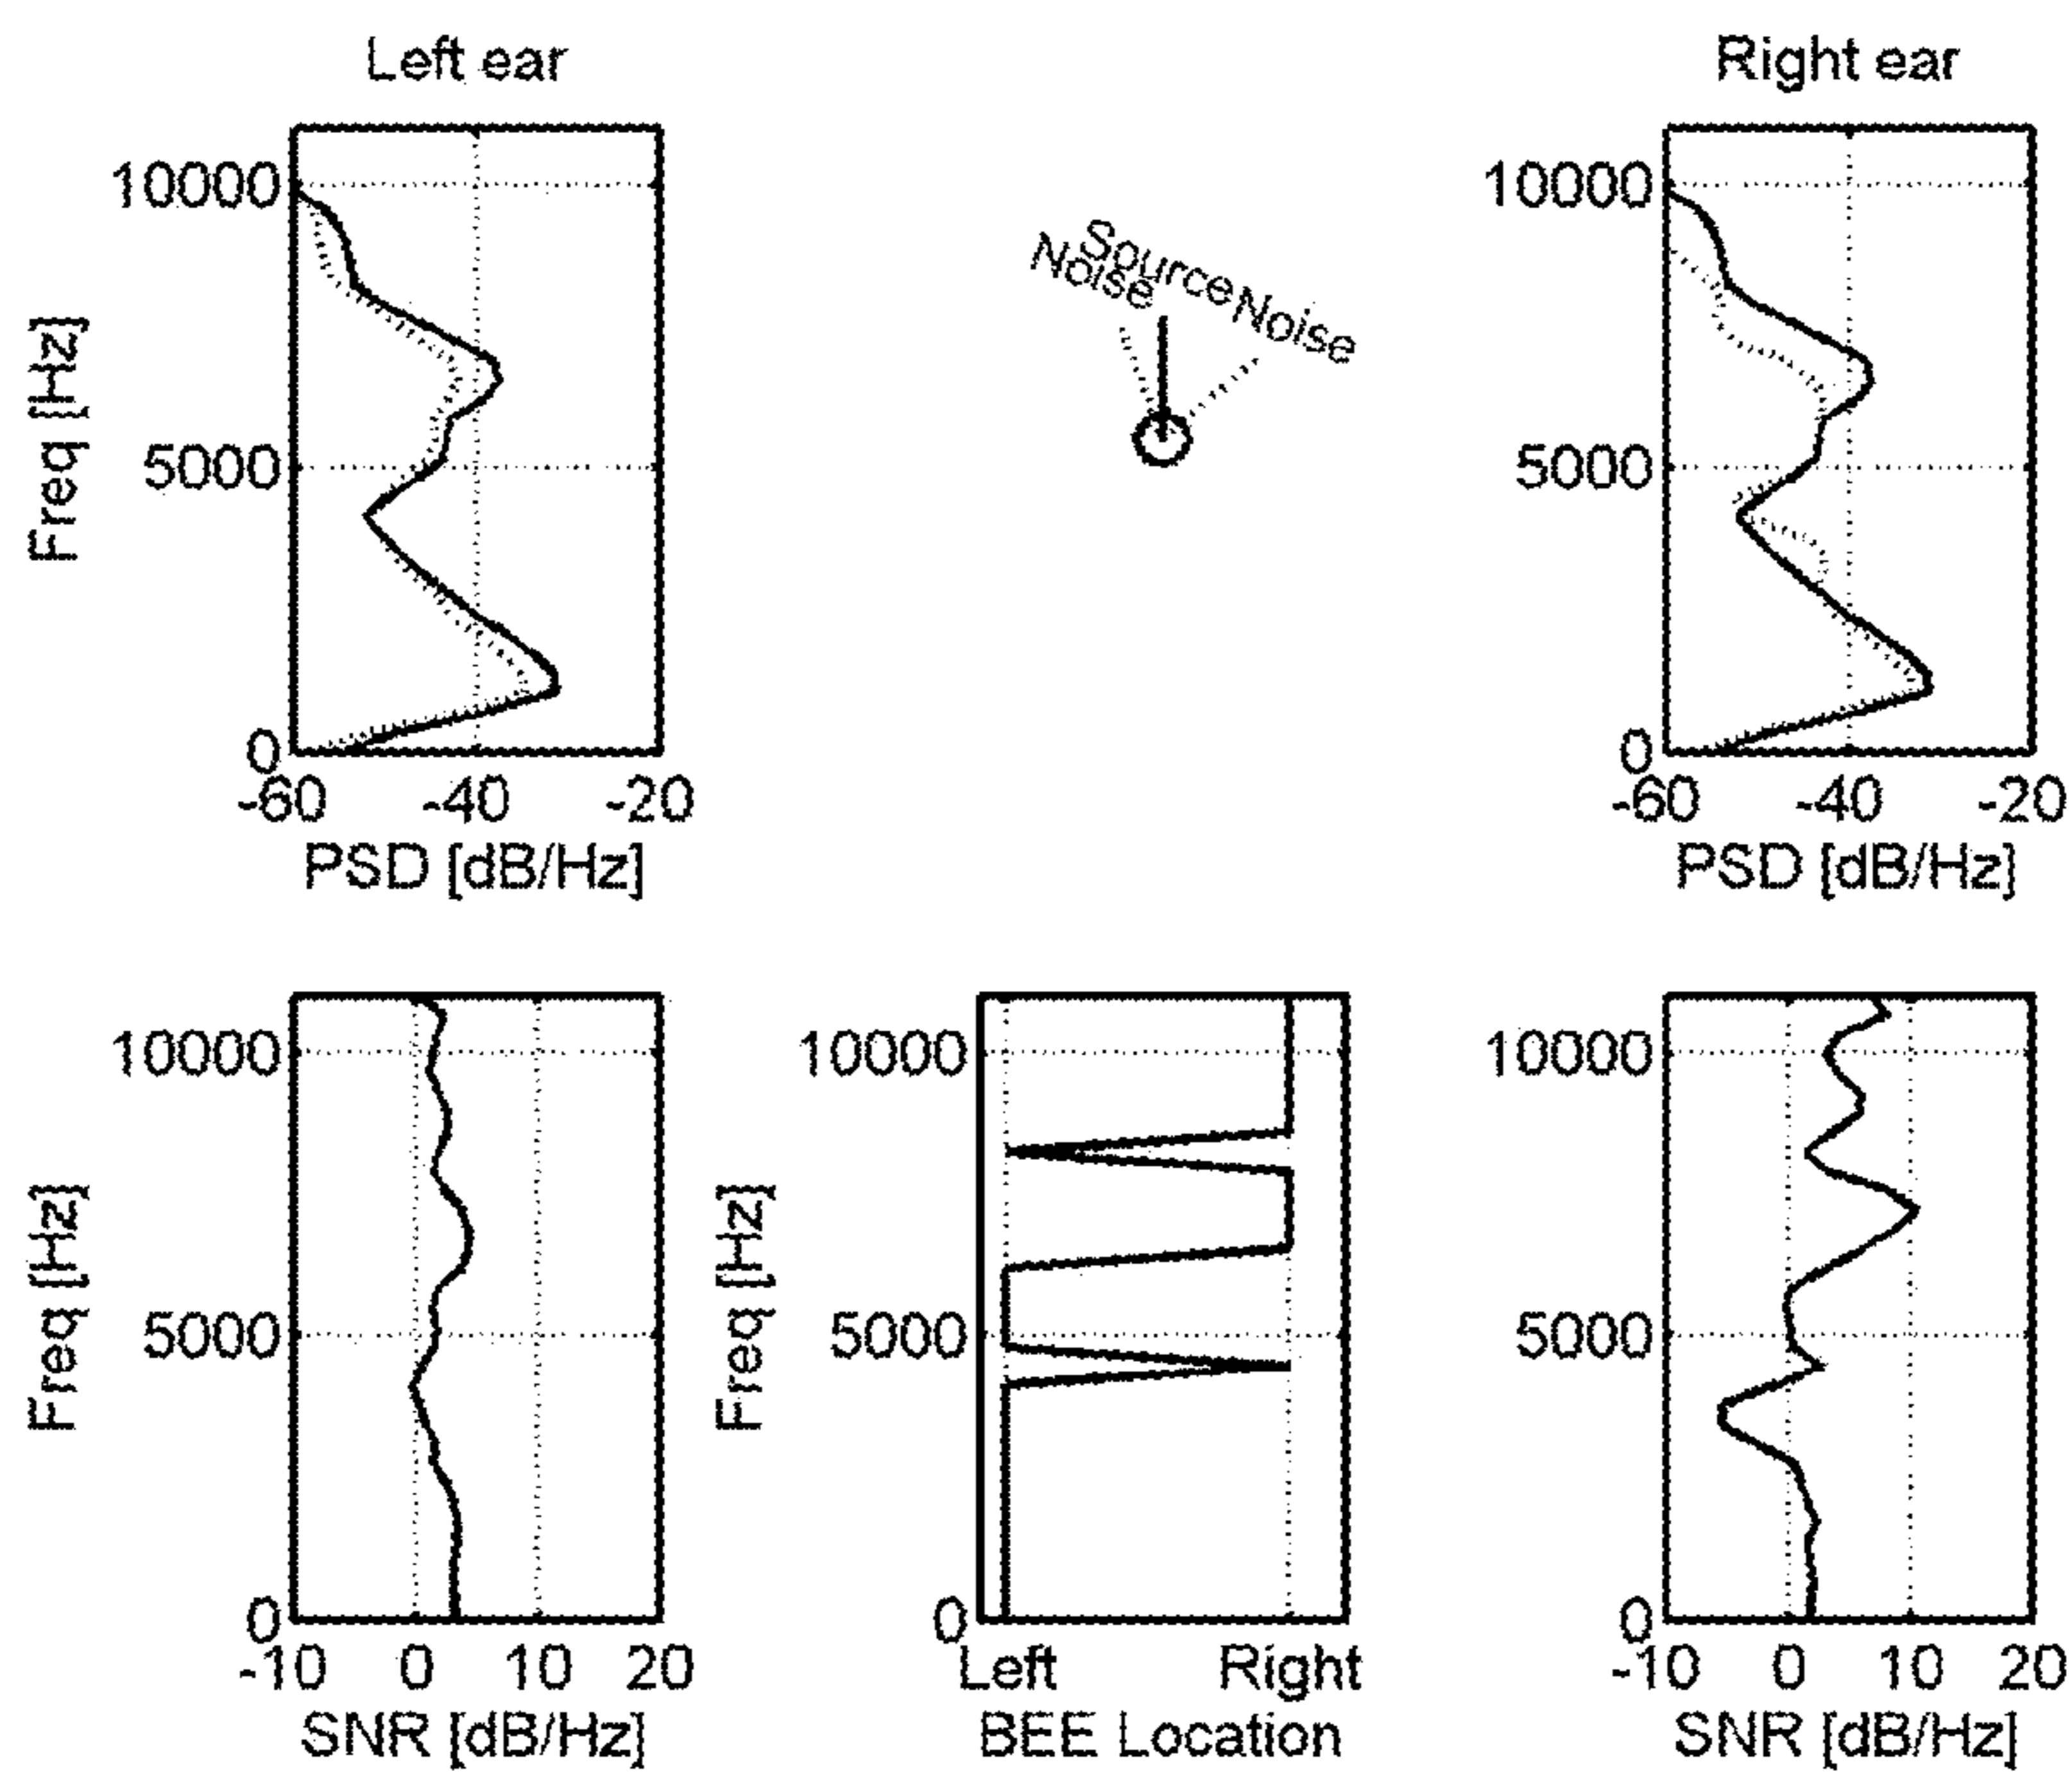 Left ear
Right ear
10000
5000
0
Freq [Hz]
-60 -40 -20
PSD [dB/Hz]
Source
Noise
Noise
10000
5000
0
-60 -40 -20
PSD [dB/Hz]
10000
5000
0
Freq [Hz]
-10 0 10 20
SNR [dB/Hz]
10000
5000
0
Freq [Hz]
Left Right
BEE Location
10000
5000
0
-10 0 10 20
SNR [dB/Hz]